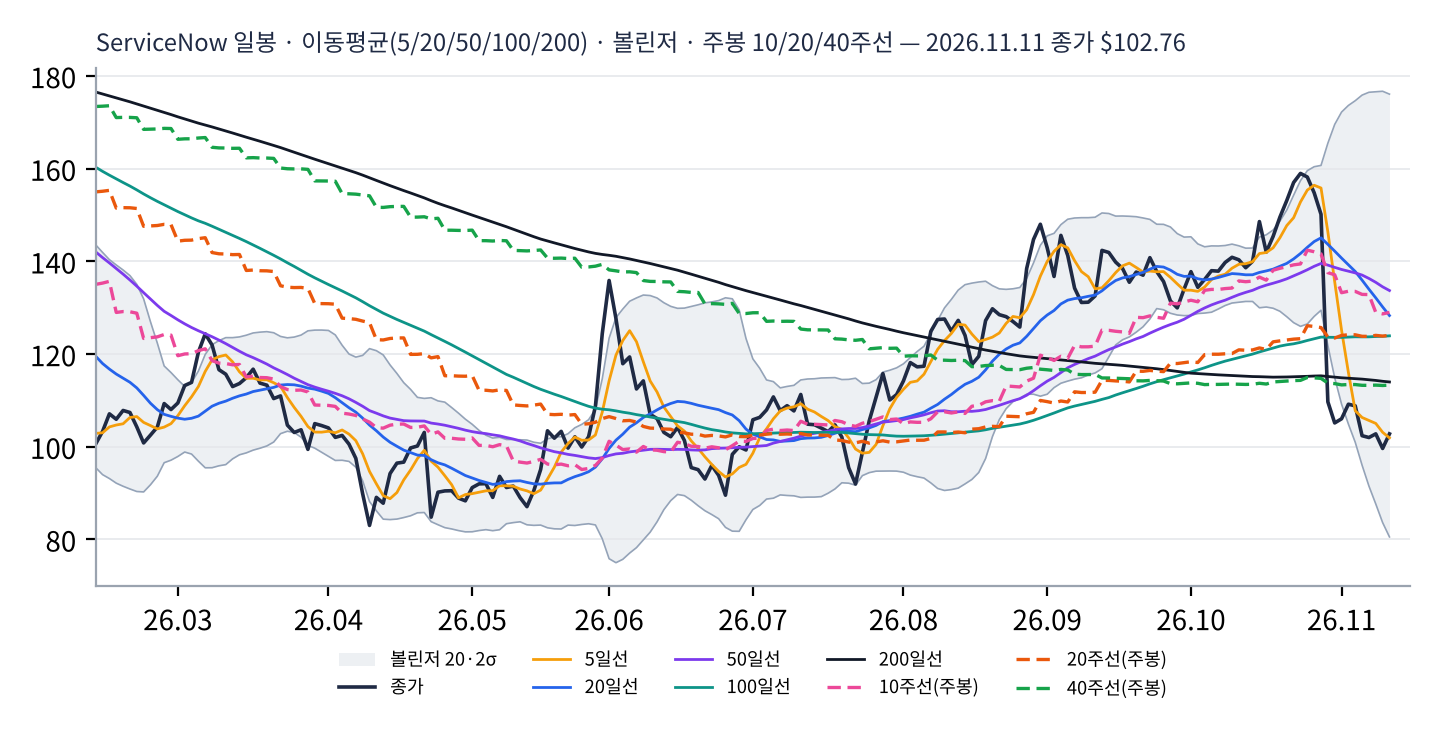 ServiceNow 일봉 · 이동평균(5/20/50/100/200) · 볼린저 · 주봉 10/20/40주선 — 2026.11.11 종가 $102.76
180
160
140
120
100
80
26.03 26.04 26.05 26.06 26.07 26.08 26.09 26.10 26.11
볼린저 20·2σ 5일선 50일선 200일선 20주선(주봉)
종가 20일선 100일선 10주선(주봉) 40주선(주봉)